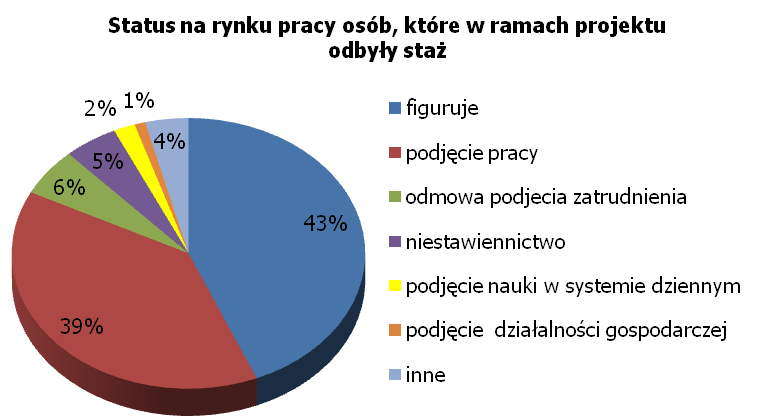 Status na rynku pracy osób, które w ramach projektu
odbyły staż
2%
1%
4%
5%
6%
43%
39%
figuruje
podjęcie pracy
odmowa podjecia zatrudnienia
niestawiennictwo
podjęcie nauki w systemie dziennym
podjęcie  działalności gospodarczej
inne